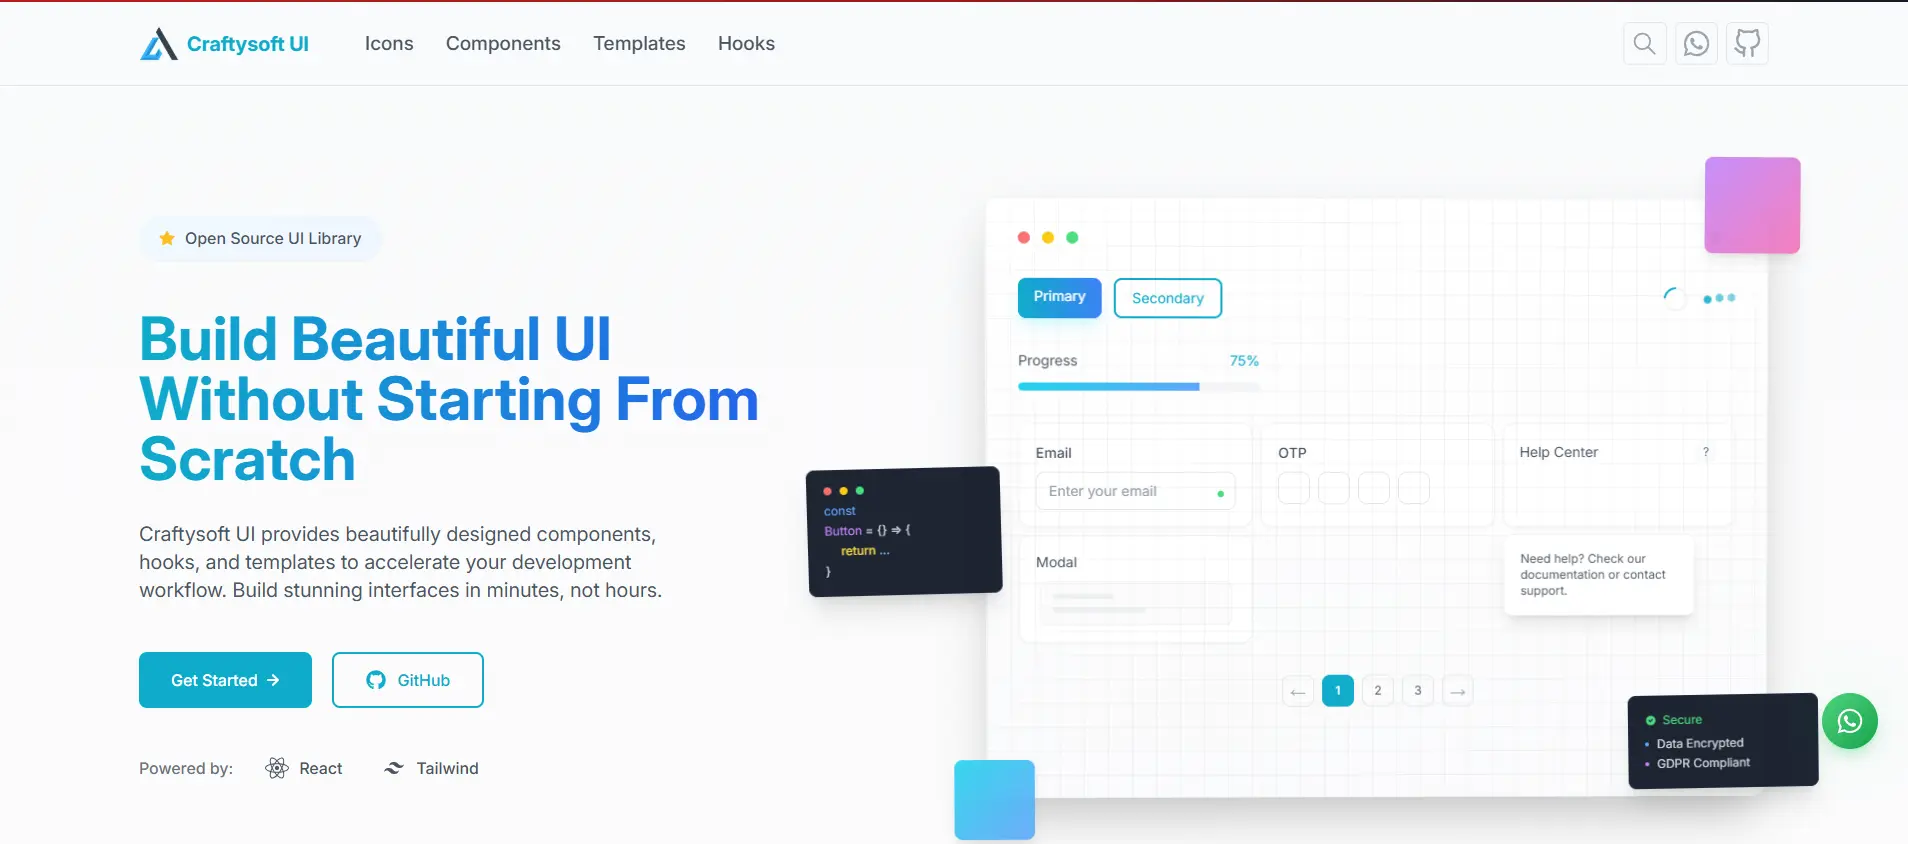 Craftysoft UI
Icons
Components
Templates
Hooks
Open Source UI Library
Build Beautiful UI
Without Starting From
Scratch
Craftysoft UI provides beautifully designed components,
hooks, and templates to accelerate your development
workflow. Build stunning interfaces in minutes, not hours.
Get Started →
GitHub
Powered by:
React
Tailwind
const
Button = {} => {
return ...
}
Primary
Secondary
Progress
75%
Email
Enter your email
OTP
Help Center
?
Need help? Check our
documentation or contact
support.
Modal
←
1
2
3
→
Secure
• Data Encrypted
• GDPR Compliant